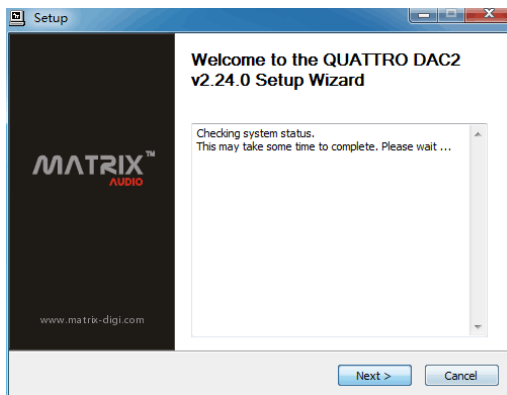 Setup
Welcome to the QUATTRO DAC2
v2.24.0 Setup Wizard
Checking system status.
This may take some time to complete. Please wait ...
MATRIX™
AUDIO
www.matrix-digi.com
Next >
Cancel